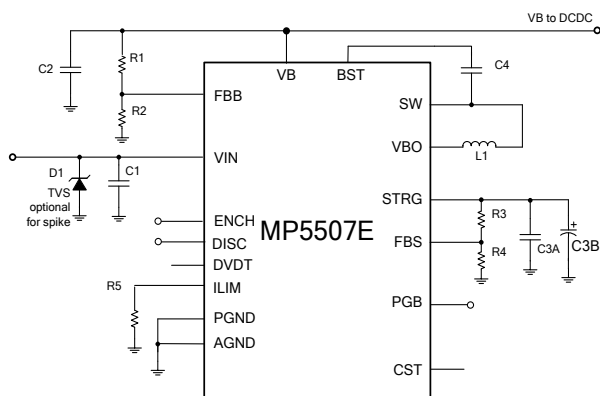 VB to DCDC
C2
R1
R2
VB
BST
C4
FBB
SW
VBO
L1
VIN
D1
TVS
optional
for spike
C1
STRG
R3
ENCH
DISC
MP5507E
FBS
R4
C3A
+
C3B
DVDT
R5
ILIM
PGB
PGND
AGND
CST